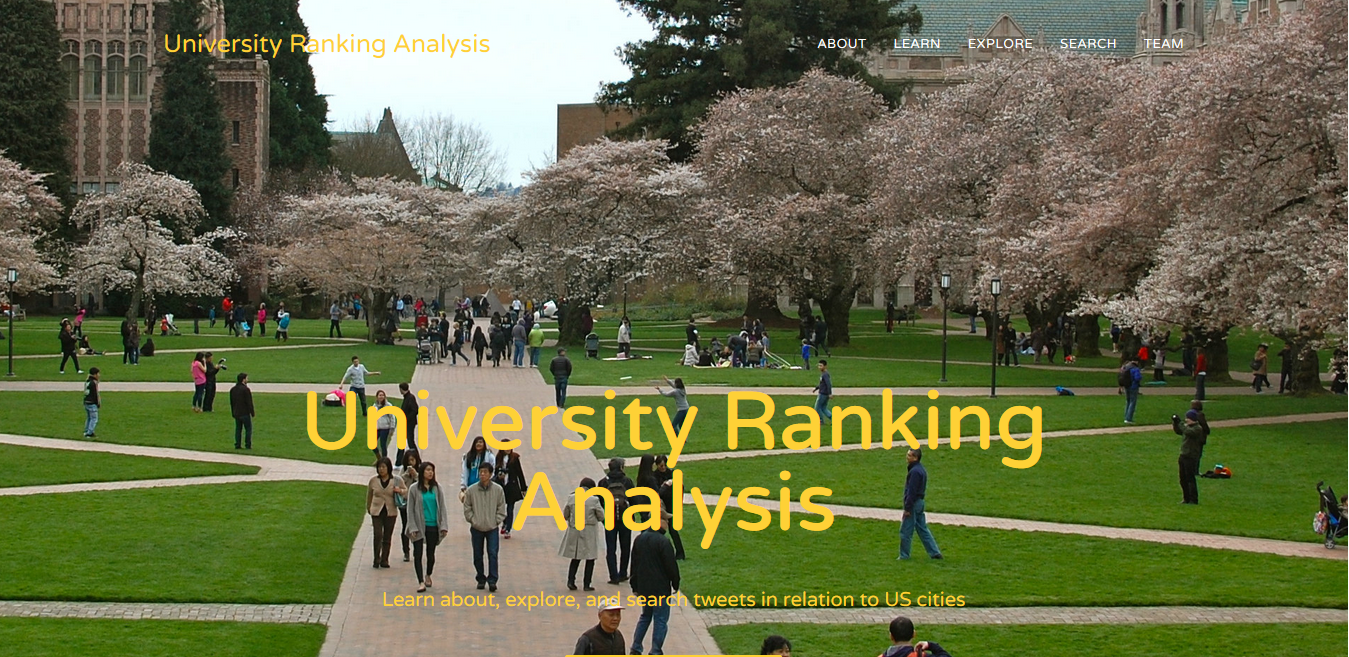 University Ranking Analysis
ABOUT
LEARN
EXPLORE
SEARCH
TEAM
University Ranking
Analysis
Learn about, explore, and search tweets in relation to US cities